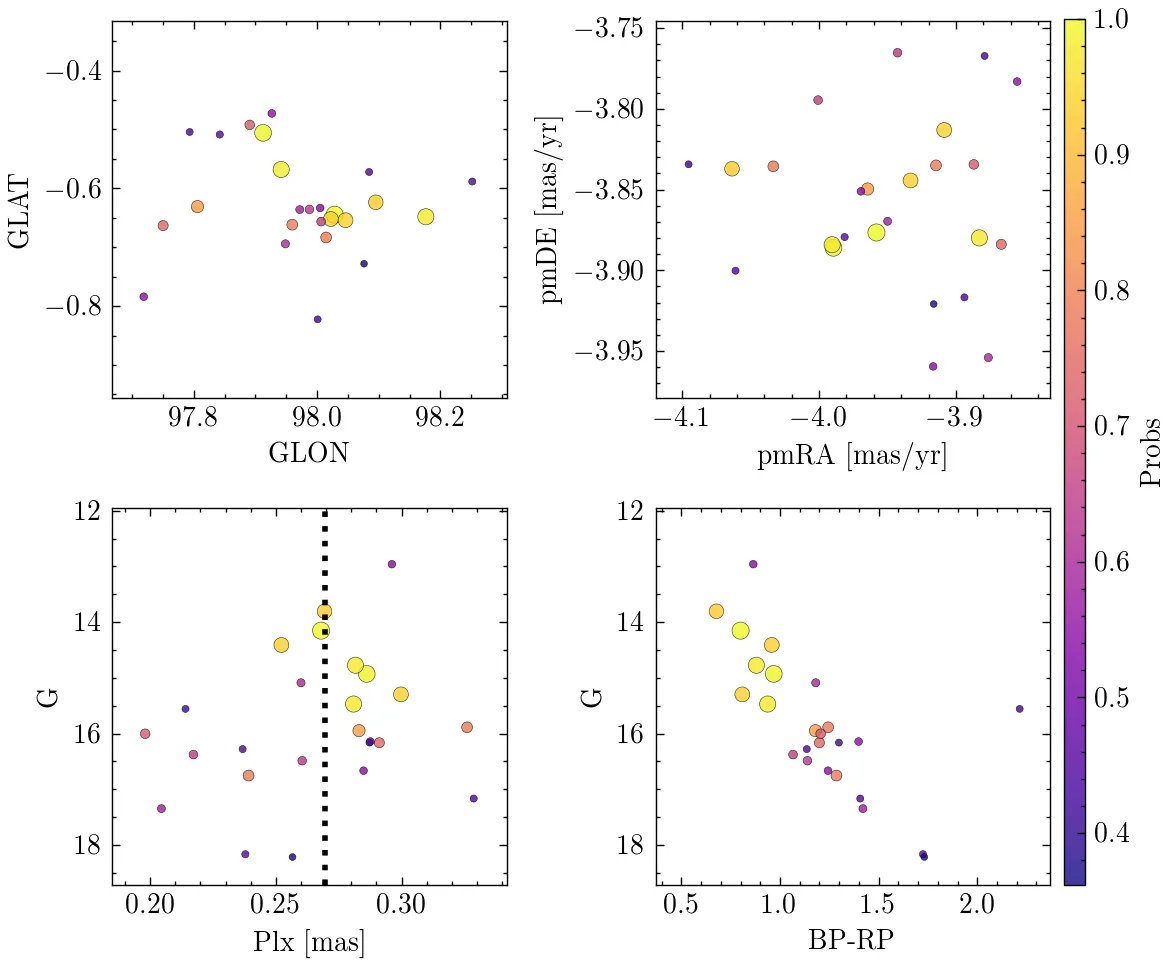 −0.4
−0.6
−0.8
GLAT
97.8 98.0 98.2
GLON
−3.75
−3.80
−3.85
−3.90
−3.95
pmDE [mas/yr]
−4.1 −4.0 −3.9
pmRA [mas/yr]
12
14
16
18
G
0.20 0.25 0.30
Plx [mas]
12
14
16
18
G
0.5 1.0 1.5 2.0
BP-RP
1.0
0.9
0.8
0.7
0.6
0.5
0.4
Probs